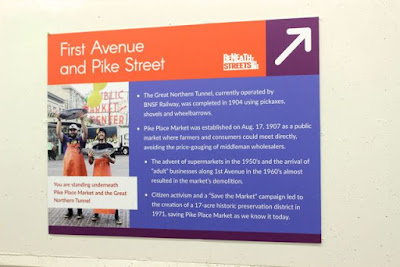 First Avenue
and Pike Street
BENEATH
THE STREETS
PUBLIC
MARKET
CENTER
• The Great Northern Tunnel, currently operated by
BNSF Railway, was completed in 1904 using pickaxes,
shovels and wheelbarrows.
• Pike Place Market was established on Aug. 17, 1907 as a public
market where farmers and consumers could meet directly,
avoiding the price-gouging of middleman wholesalers.
• The advent of supermarkets in the 1950's and the arrival of
"adult" businesses along 1st Avenue in the 1960's almost
resulted in the market's demolition.
• Citizen activism and a "Save the Market" campaign led
to the creation of a 17-acre historic preservation district in
1971, saving Pike Place Market as we know it today.
You are standing underneath
Pike Place Market and the Great
Northern Tunnel